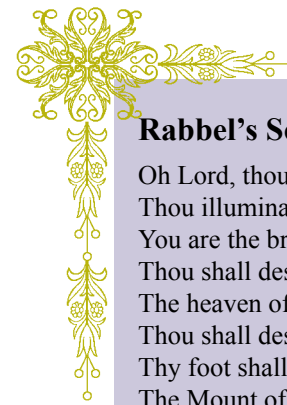 Rabbel's S
Oh Lord, thou
Thou illumina
You are the br
Thou shall des
The heaven of
Thou shall des
Thy foot shall
The Mount of